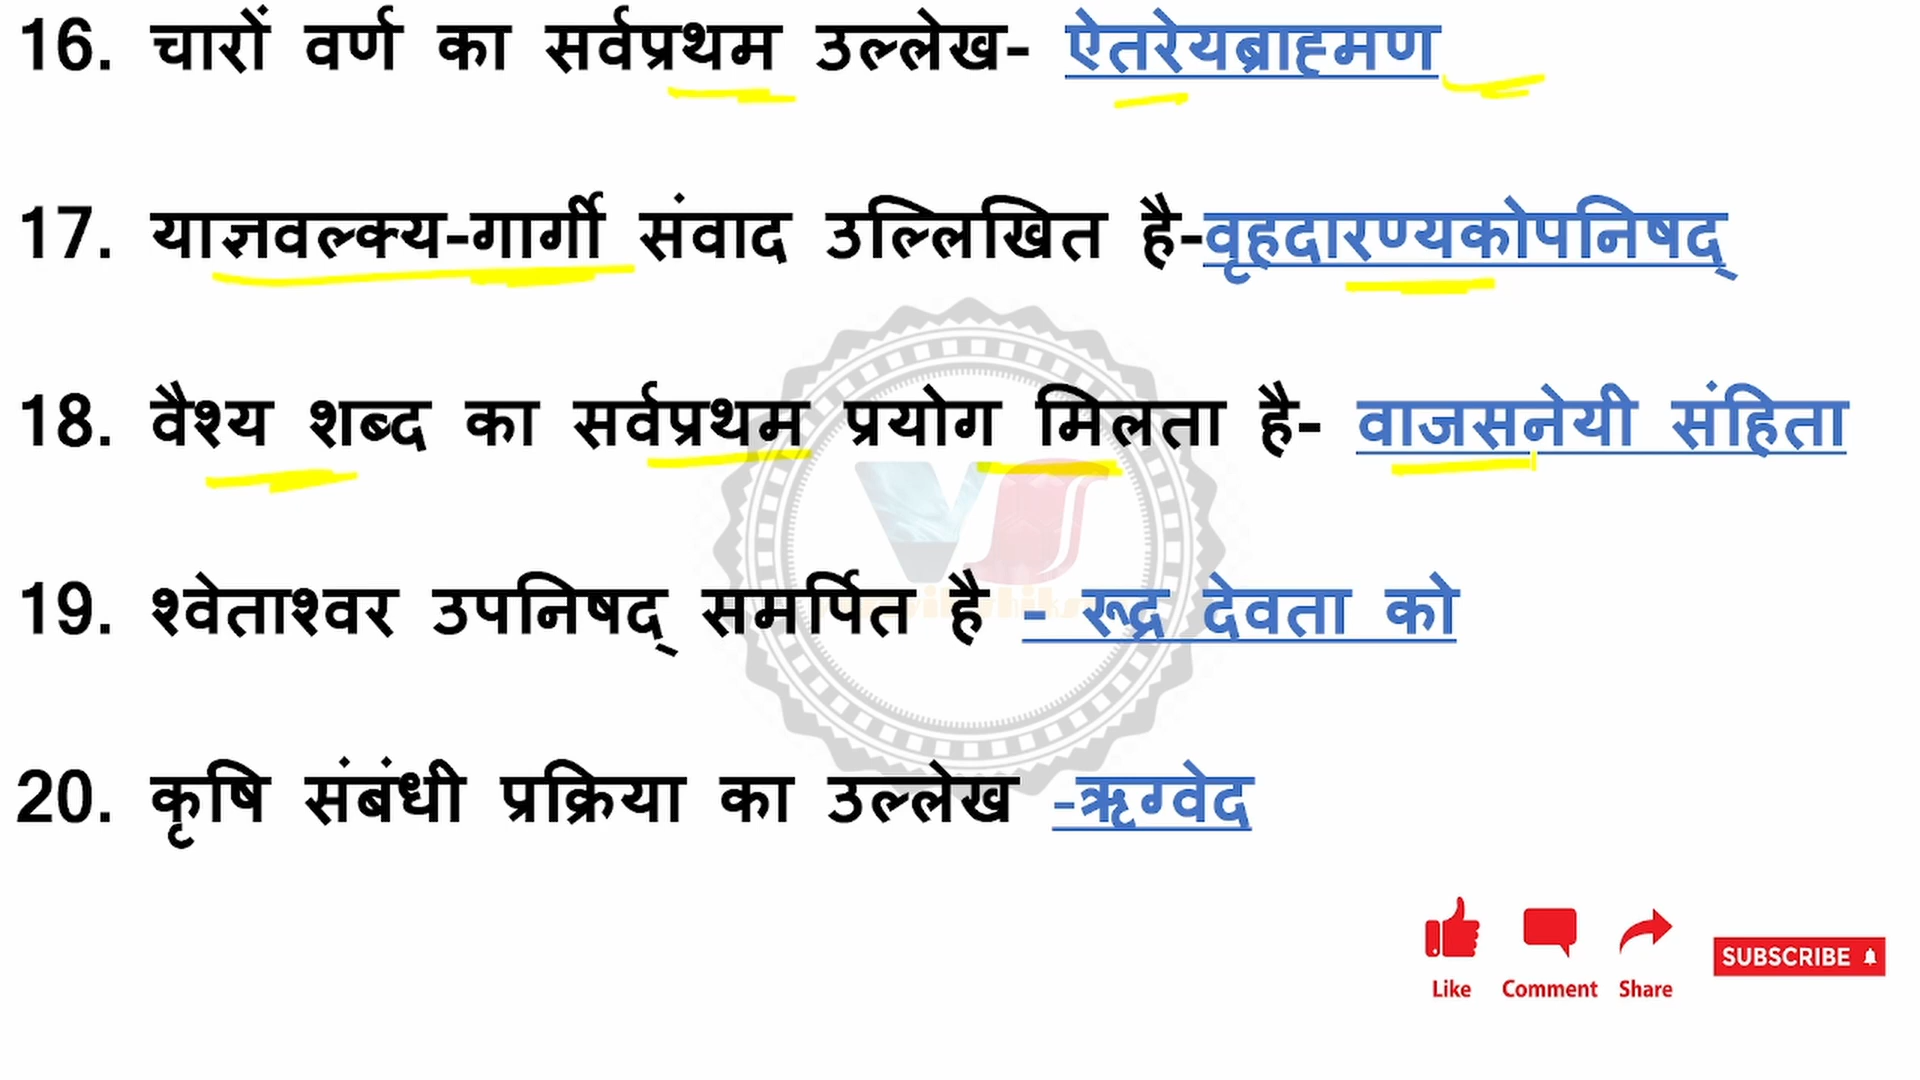 16. चारों वर्ण का सर्वप्रथम उल्लेख- ऐतरेयब्राह्मण
17. याज्ञवल्क्य-गार्गी संवाद उल्लिखित है-वृहदारण्यकोपनिषद्
18. वैश्य शब्द का सर्वप्रथम प्रयोग मिलता है- वाजसनेयी संहिता
19. श्वेताश्वर उपनिषद् समर्पित है - रूद्र देवता को
20. कृषि संबंधी प्रक्रिया का उल्लेख -ऋग्वेद
Like Comment Share SUBSCRIBE